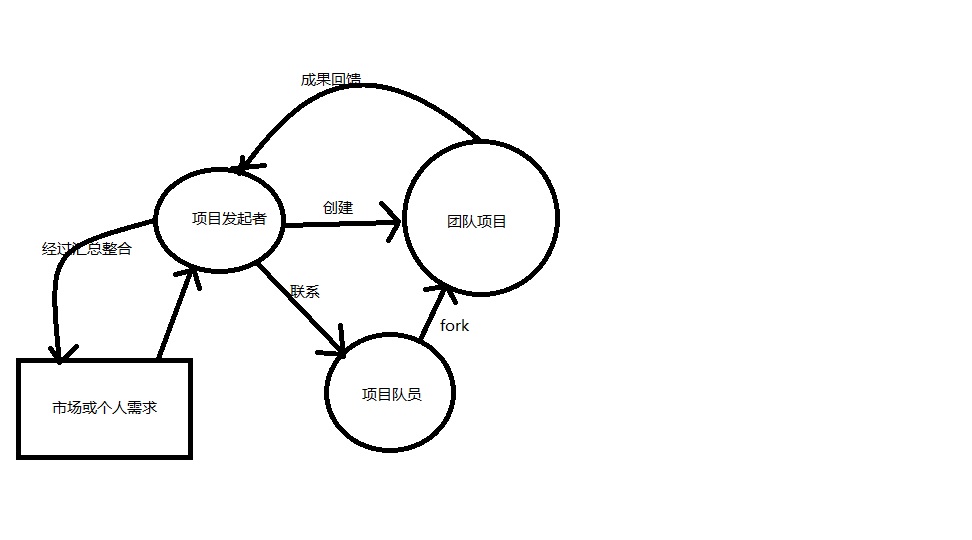 成果回馈
创建
项目发起者
团队项目
经过汇总整合
联系
fork
项目队员
市场或个人需求